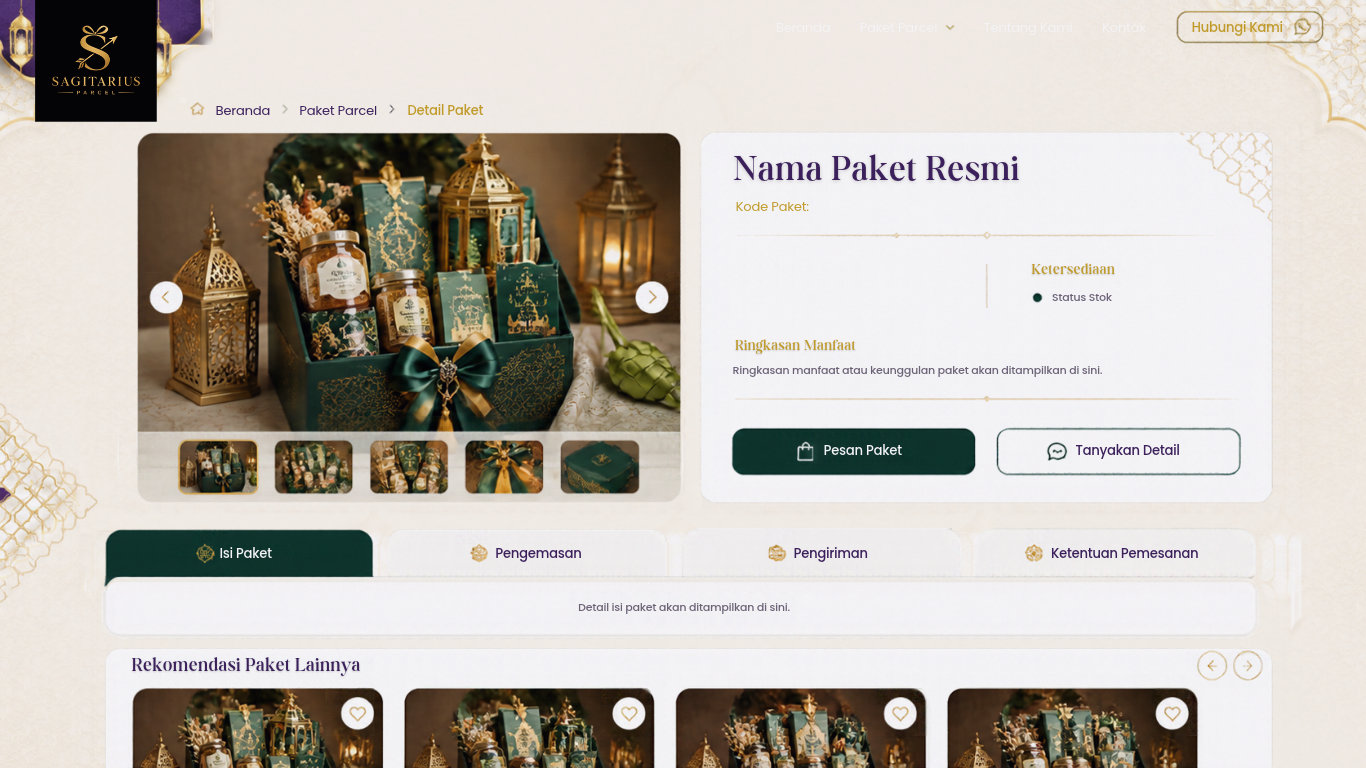 Beranda Paket Parcel Tentang Kami Kontak Hubungi Kami
SAGITARIUS
PARCEL
Beranda Paket Parcel Detail Paket
Nama Paket Resmi
Kode Paket:
Ketersediaan
Status Stok
Ringkasan Manfaat
Ringkasan manfaat atau keunggulan paket akan ditampilkan di sini.
Pesan Paket Tanyakan Detail
Isi Paket Pengemasan Pengiriman Ketentuan Pemesanan
Detail isi paket akan ditampilkan di sini.
Rekomendasi Paket Lainnya